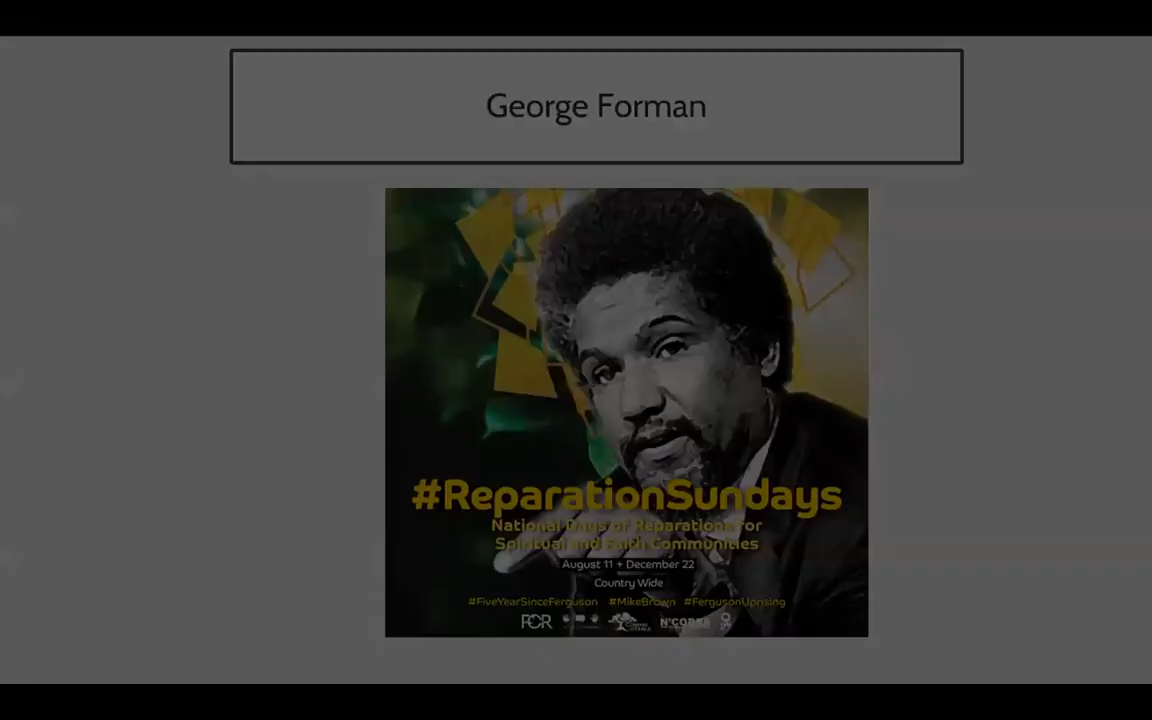 George Forman
#ReparationSundays
National Days of Reparations for
Spiritual and Faith Communities
August 11 + December 22
Country Wide
#FiveYearSinceFerguson #MikeBrown #FergusonUprising
FOR N'COBRA